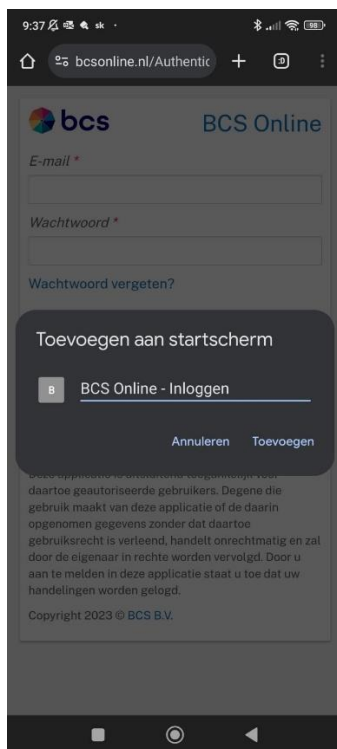 9:37 sk ·
98
bcsonline.nl/Authentic
:D
bcs BCS Online
E-mail *
Wachtwoord *
Wachtwoord vergeten?
Toevoegen aan startscherm
B BCS Online - Inloggen
Annuleren Toevoegen
daartoe geautoriseerde gebruikers. Degene die
gebruik maakt van deze applicatie of de daarin
opgenomen gegevens zonder dat daartoe
gebruiksrecht is verleend, handelt onrechtmatig en zal
door de eigenaar in rechte worden vervolgd. Door u
aan te melden in deze applicatie staat u toe dat uw
handelingen worden gelogd.
Copyright 2023 © BCS B.V.